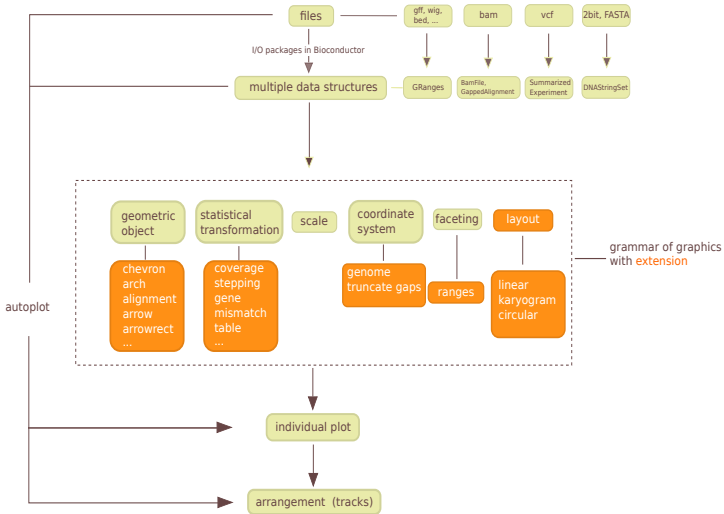 files
gff, wig,
bed, ...
bam
vcf
2bit, FASTA
I/O packages in Bioconductor
multiple data structures
GRanges
BamFile,
GappedAlignment
Summarized
Experiment
DNAStringSet
geometric
object
statistical
transformation
scale
coordinate
system
faceting
layout
chevron
arch
alignment
arrow
arrowrect
...
coverage
stepping
gene
mismatch
table
...
genome
truncate gaps
ranges
linear
karyogram
circular
grammar of graphics
with extension
autoplot
individual plot
arrangement (tracks)